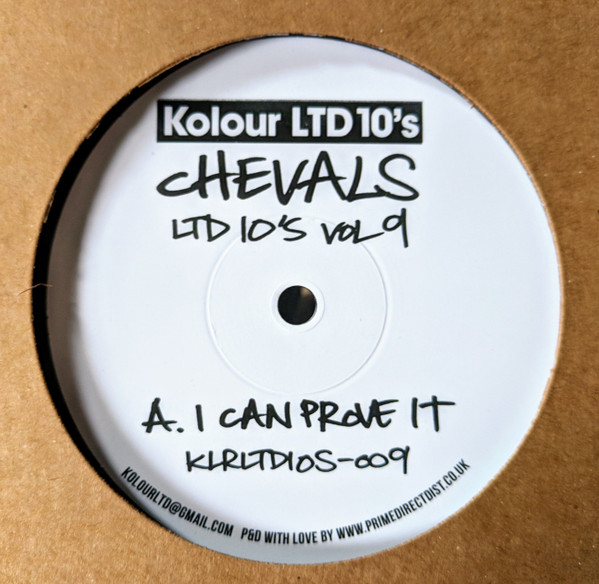 Kolour LTD 10's
CHEVALS
LTD 10'S VOL 9
A. I CAN PROVE IT
KLRLTD10S-009
KOLOURLTD@GMAIL.COM P&D WITH LOVE BY WWW.PRIMEDIRECTDIST.CO.UK